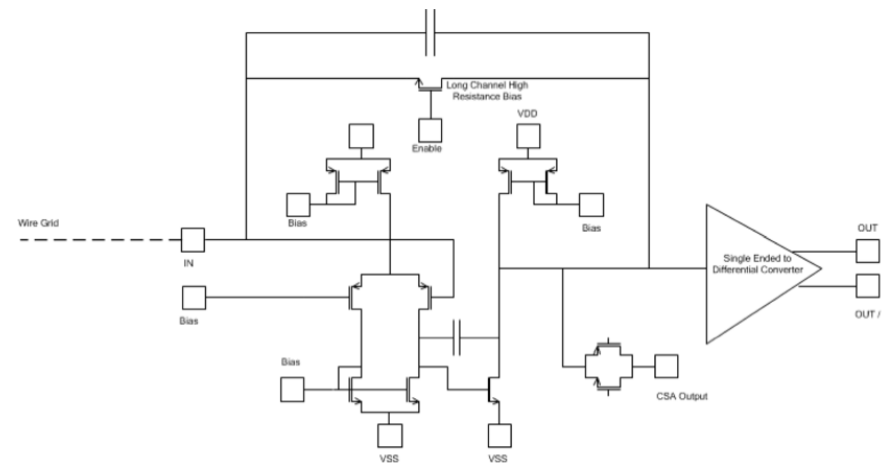 Long Channel High
Resistance Bias
VDD
Enable
Bias
Bias
Wire Grid
IN
OUT
Single Ended to
Differential Converter
Bias
OUT /
Bias
CSA Output
VSS
VSS